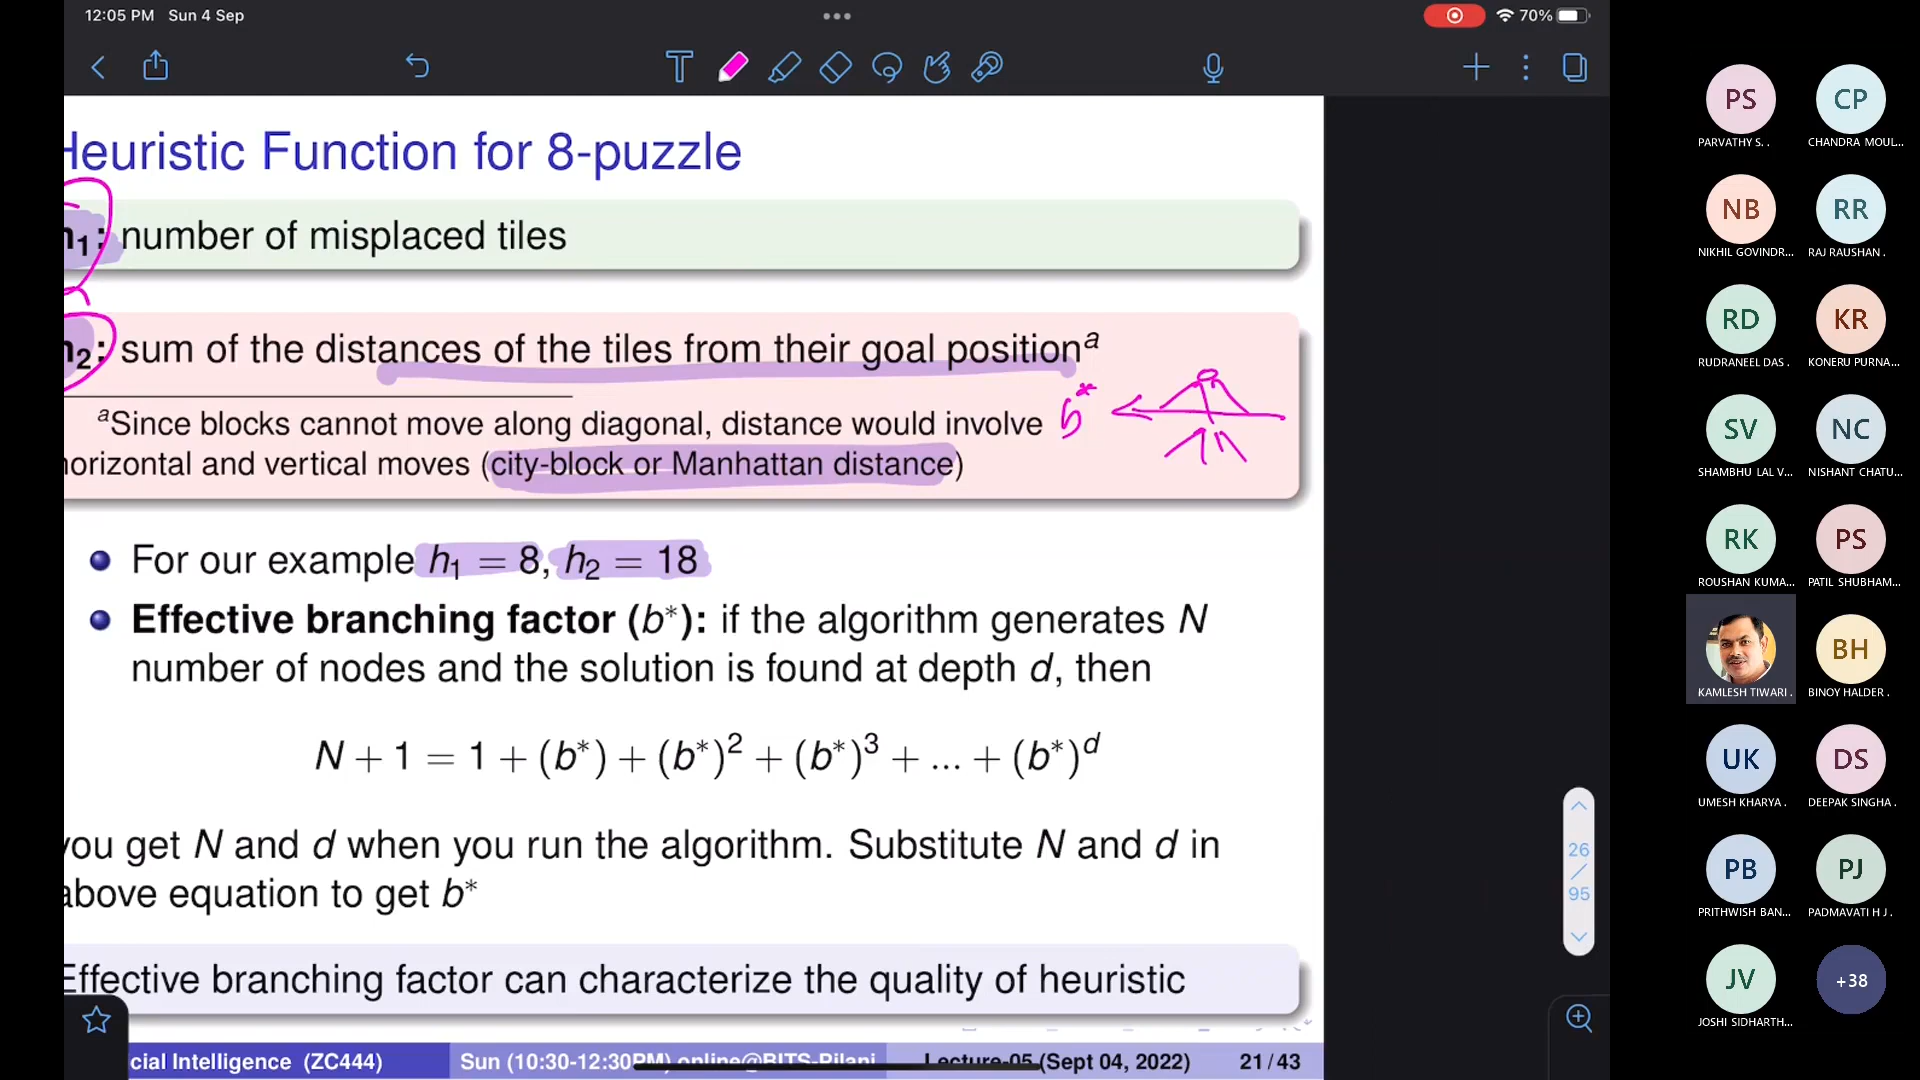 12:05 PM Sun 4 Sep
70%
Heuristic Function for 8-puzzle
h₁: number of misplaced tiles
h₂: sum of the distances of the tiles from their goal positionᵃ
ᵃSince blocks cannot move along diagonal, distance would involve
horizontal and vertical moves (city-block or Manhattan distance)
b*
For our example h₁ = 8, h₂ = 18
Effective branching factor (b*): if the algorithm generates N
number of nodes and the solution is found at depth d, then
N + 1 = 1 + (b*) + (b*)² + (b*)³ + ... + (b*)ᵈ
you get N and d when you run the algorithm. Substitute N and d in
above equation to get b*
Effective branching factor can characterize the quality of heuristic
cial Intelligence (ZC444)
Sun (10:30-12:30PM) online@BITS-Pilani
Lecture-05 (Sept 04, 2022)
21/43
26
/
95
PS
PARVATHY S. .
CP
CHANDRA MOUL...
NB
NIKHIL GOVINDR...
RR
RAJ RAUSHAN .
RD
RUDRANEEL DAS .
KR
KONERU PURNA...
SV
SHAMBHU LAL V...
NC
NISHANT CHATU...
RK
ROUSHAN KUMA...
PS
PATIL SHUBHAM...
KAMLESH TIWARI .
BH
BINOY HALDER .
UK
UMESH KHARYA .
DS
DEEPAK SINGHA .
PB
PRITHWISH BAN...
PJ
PADMAVATI H J .
JV
JOSHI SIDHARTH...
+38